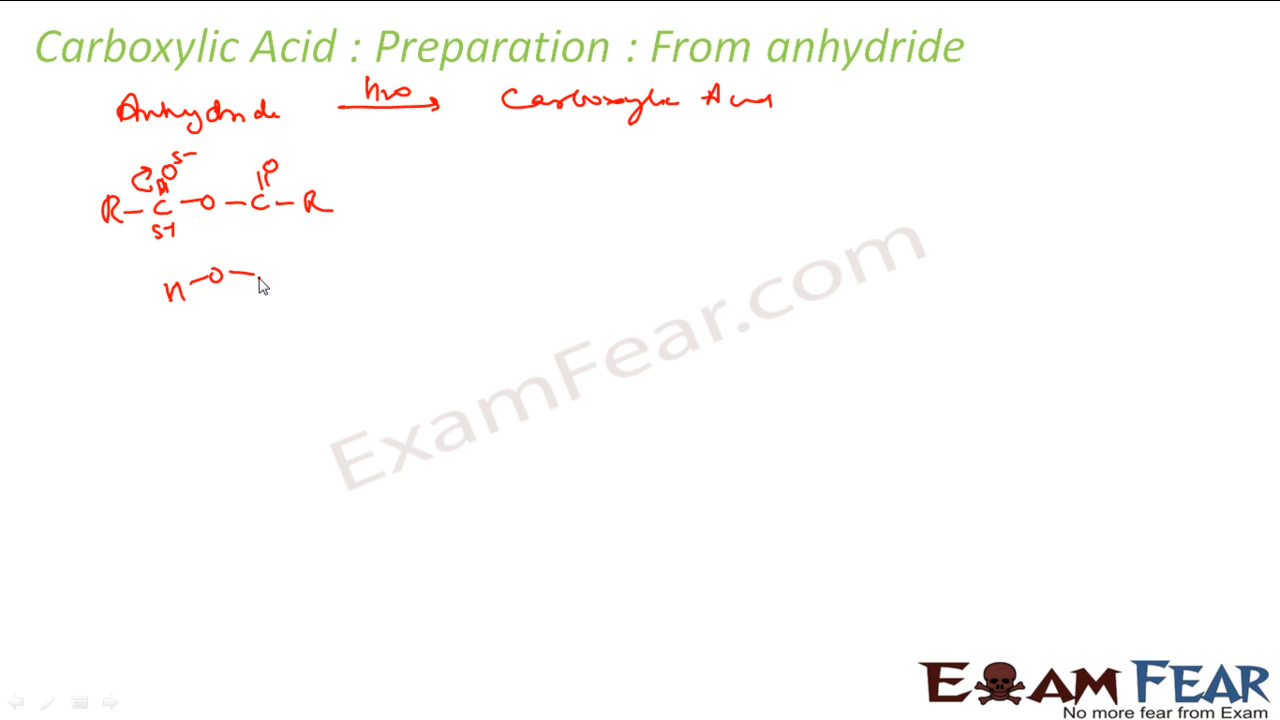 Carboxylic Acid : Preparation : From anhydride
Anhydride H2O Carboxylic Acid
O δ- O
R - C - O - C - R
δ+
H - O -
ExamFear.com
EXAM FEAR
No more fear from Exam